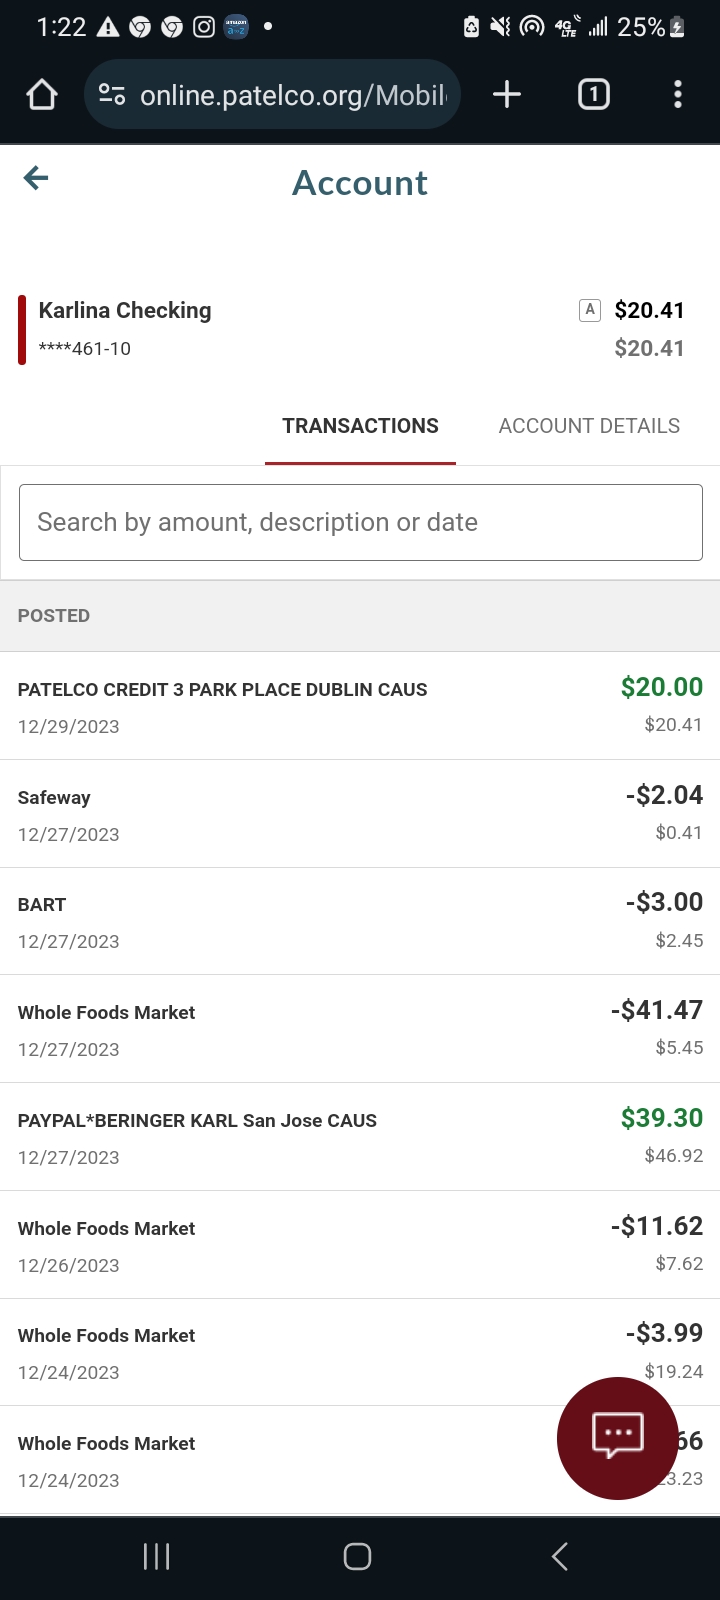 1:22
4G LTE 25%
online.patelco.org/Mobil
1
Account
Karlina Checking A $20.41
****461-10 $20.41
TRANSACTIONS ACCOUNT DETAILS
Search by amount, description or date
POSTED
PATELCO CREDIT 3 PARK PLACE DUBLIN CAUS $20.00
12/29/2023 $20.41
Safeway -$2.04
12/27/2023 $0.41
BART -$3.00
12/27/2023 $2.45
Whole Foods Market -$41.47
12/27/2023 $5.45
PAYPAL*BERINGER KARL San Jose CAUS $39.30
12/27/2023 $46.92
Whole Foods Market -$11.62
12/26/2023 $7.62
Whole Foods Market -$3.99
12/24/2023 $19.24
Whole Foods Market 66
12/24/2023 3.23